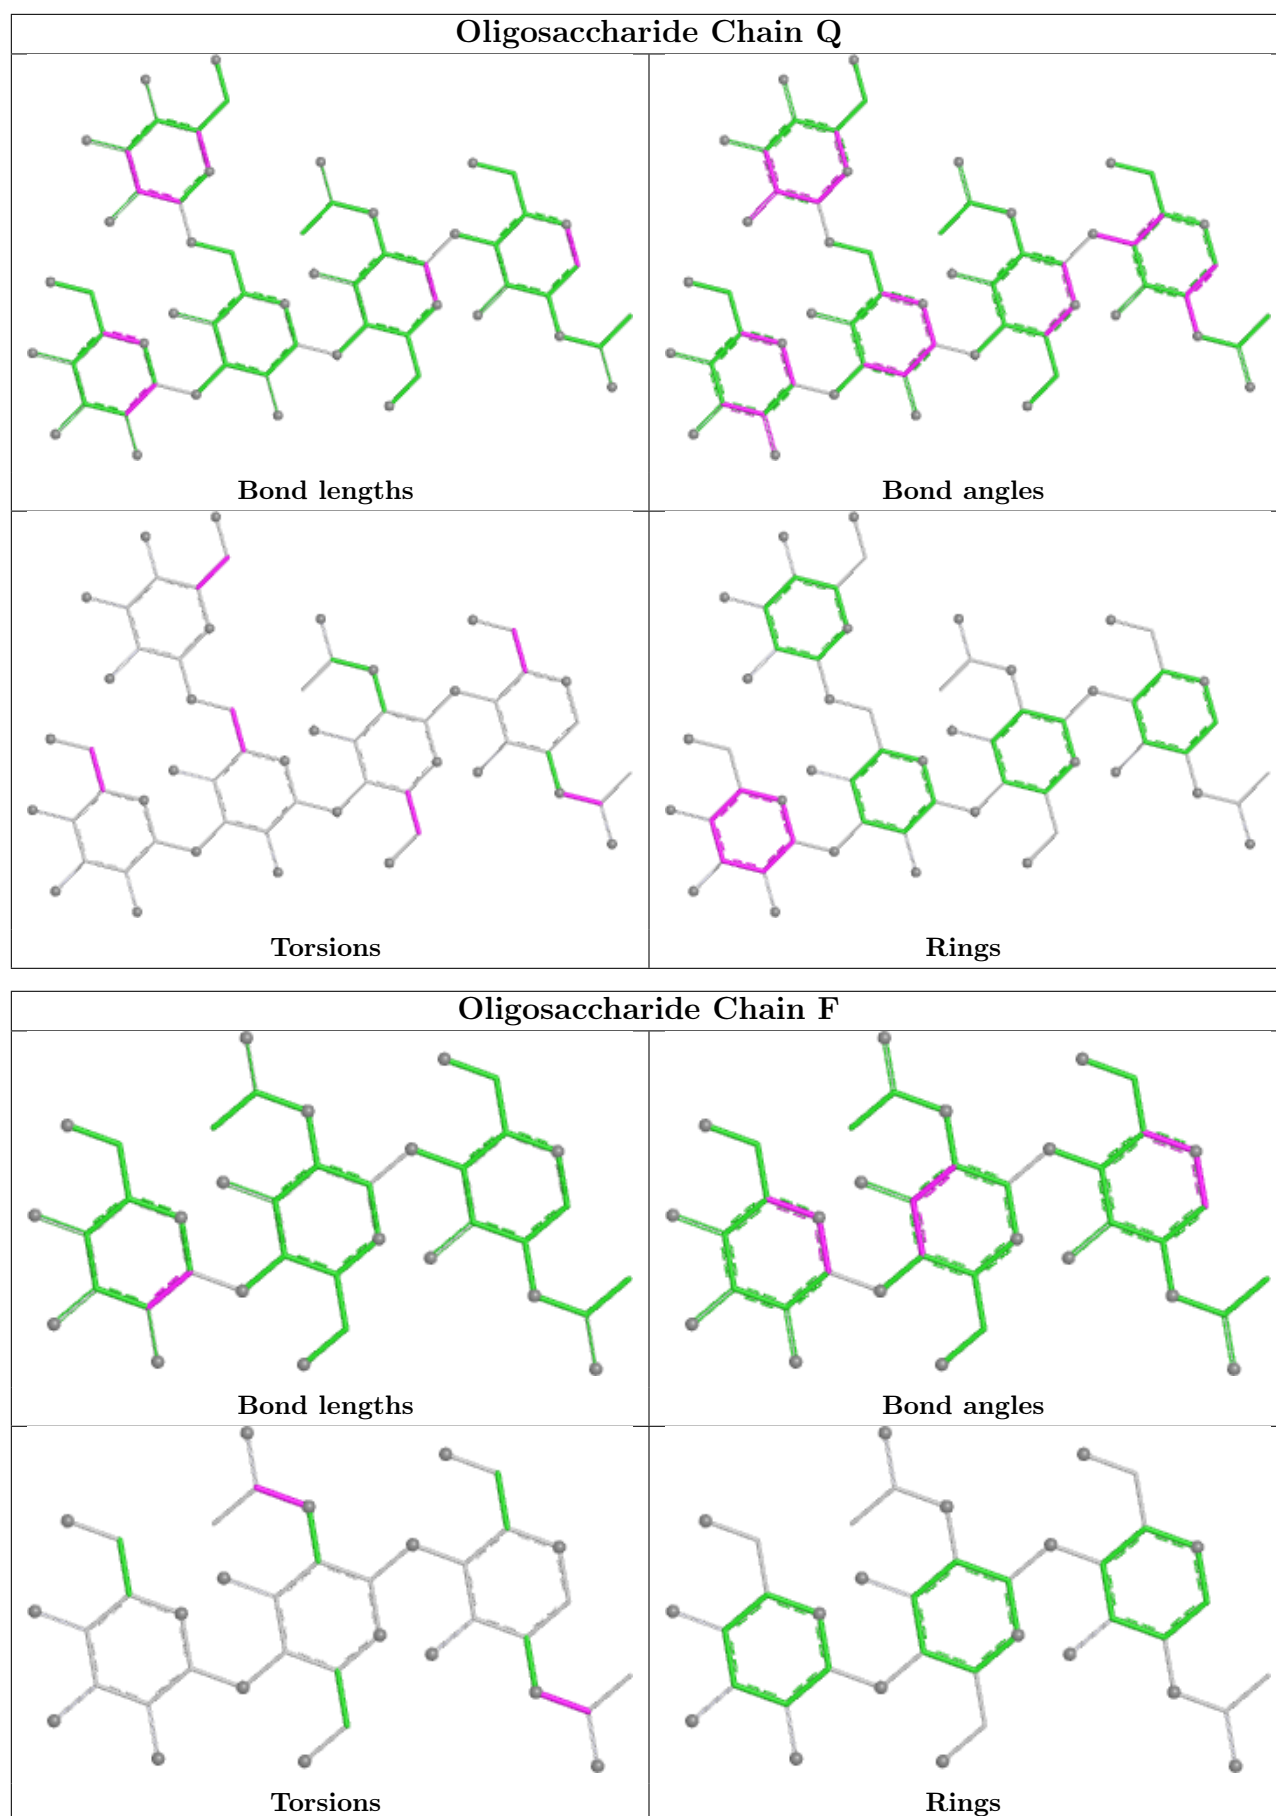 Oligosaccharide Chain Q
Bond lengths
Bond angles
Torsions
Rings
Oligosaccharide Chain F
Bond lengths
Bond angles
Torsions
Rings